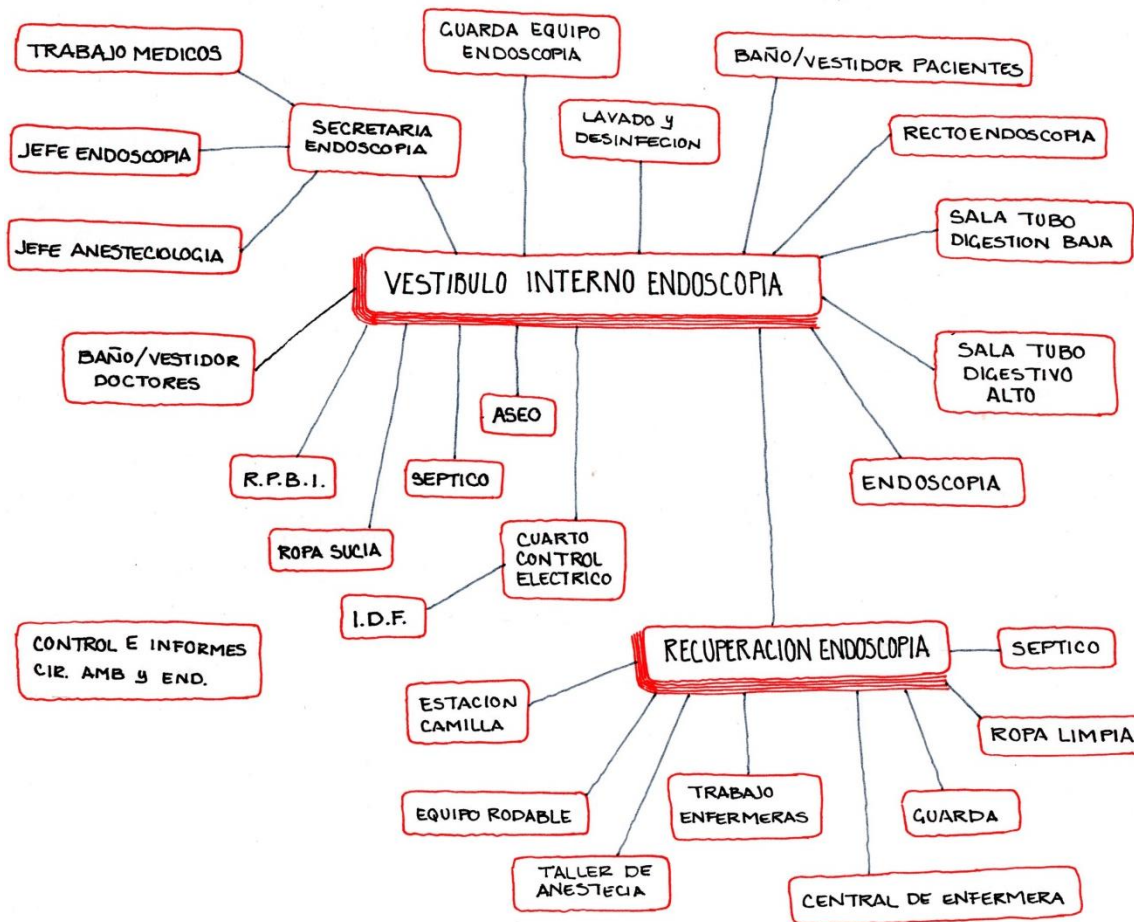 TRABAJO MEDICOS
GUARDA EQUIPO
ENDOSCOPIA
BAÑO/VESTIDOR PACIENTES
SECRETARIA
ENDOSCOPIA
LAVADO y
DESINFECION
JEFE ENDOSCOPIA
RECTOENDOSCOPIA
JEFE ANESTECIOLOGIA
SALA TUBO
DIGESTION BAJA
VESTIBULO INTERNO ENDOSCOPIA
BAÑO/VESTIDOR
DOCTORES
SALA TUBO
DIGESTIVO
ALTO
ASEO
R.P.B.I.
SEPTICO
ENDOSCOPIA
ROPA SUCIA
CUARTO
CONTROL
ELECTRICO
I.D.F.
CONTROL E INFORMES
CIR. AMB y END.
RECUPERACION ENDOSCOPIA
SEPTICO
ESTACION
CAMILLA
ROPA LIMPIA
EQUIPO RODABLE
TRABAJO
ENFERMERAS
GUARDA
TALLER DE
ANESTECIA
CENTRAL DE ENFERMERA